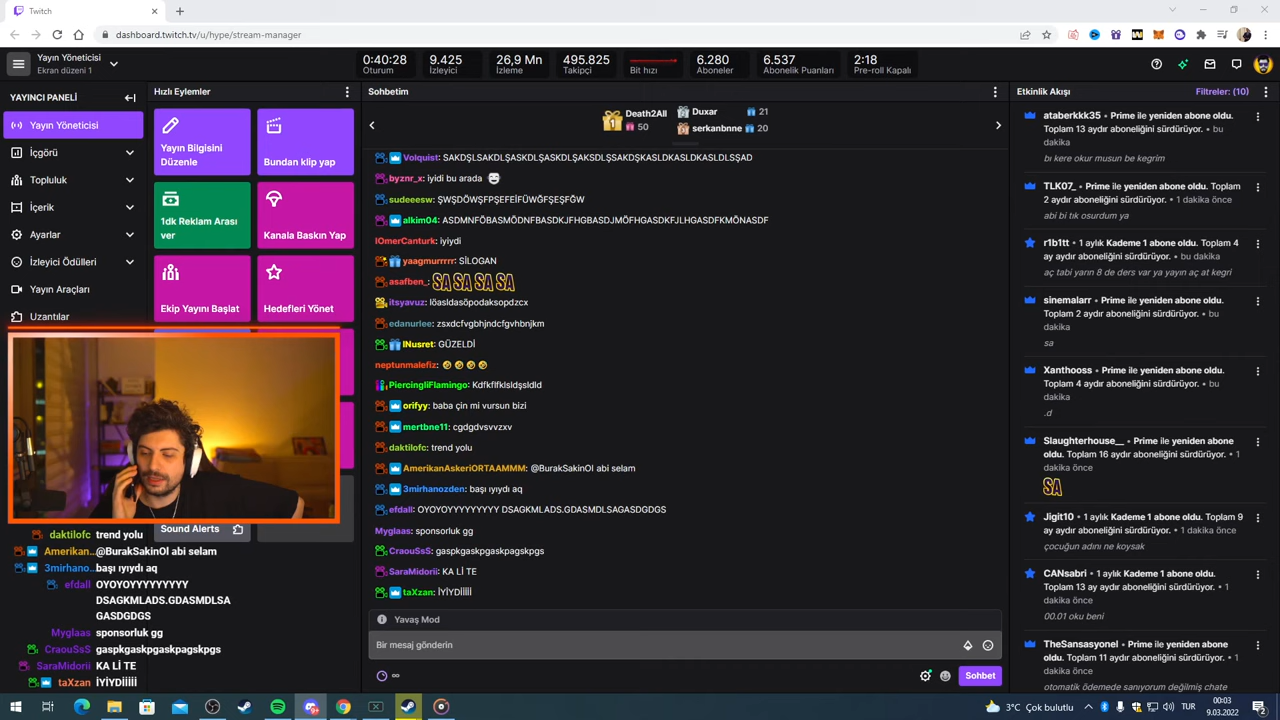 Twitch
dashboard.twitch.tv/u/hype/stream-manager
Yayın Yöneticisi
Ekran düzeni 1
0:40:28
Oturum
9.425
İzleyici
26,9 Mn
İzleme
495.825
Takipçi
Bit hızı
6.280
Aboneler
6.537
Abonelik Puanları
2:18
Pre-roll Kapalı
YAYINCI PANELİ
Yayın Yöneticisi
İçgörü
Topluluk
İçerik
Ayarlar
İzleyici Ödülleri
Yayın Araçları
Uzantılar
Hızlı Eylemler
Yayın Bilgisini
Düzenle
Bundan klip yap
1dk Reklam Arası
ver
Kanala Baskın Yap
Ekip Yayını Başlat
Hedefleri Yönet
Sound Alerts
daktilofc trend yolu
Amerikan... @BurakSakinOl abi selam
3mirhano... başı ıyıydı aq
efdall OYOYOYYYYYYYYY
DSAGKMLADS.GDASMDLSA
GASDGDGS
Myglaas sponsorluk gg
CraouSsS gaspkgaskpgaskpagskpgs
SaraMidorii KA Lİ TE
taXzan İYİYDİİİİİ
Sohbetim
Death2All
50
Duxar 21
serkanbnne 20
Volquist: SAKDŞLSAKDLŞASKDLŞASKDLŞAKSDLŞSAKDŞKASLDKASLDKASLDLSŞAD
byznr_x: iyidi bu arada
sudeeesw: ŞWŞDÖWŞFPŞEFEİFÜWĞFŞEŞFĞW
alkim04: ASDMNFÖBASMÖDNFBASDKJFHGBASDJMÖFHGASDKFJLHGASDFKMÖNASDF
IOmerCanturk: iyiydi
yaagmurrrrr: SİLOGAN
asafben_: SA SA SA SA
itsyavuz: löasldasöpodaksopdzcx
edanurlee: zsxdcfvgbhjndcfgvhbnjkm
INusret: GÜZELDİ
neptunmalefiz:
PiercingliFlamingo: Kdfkflfklsldşsldld
orifyy: baba çin mi vursun bizi
mertbne11: cgdgdvsvvzxv
daktilofc: trend yolu
AmerikanAskeriORTAAMMM: @BurakSakinOl abi selam
3mirhanozden: başı ıyıydı aq
efdall: OYOYOYYYYYYYYY DSAGKMLADS.GDASMDLSAGASDGDGS
Myglaas: sponsorluk gg
CraouSsS: gaspkgaskpgaskpagskpgs
SaraMidorii: KA Lİ TE
taXzan: İYİYDİİİİİ
Yavaş Mod
Bir mesaj gönderin
Sohbet
Etkinlik Akışı
Filtreler: (10)
ataberkkk35 • Prime ile yeniden abone oldu.
Toplam 13 aydır aboneliğini sürdürüyor. • bu
dakika
bı kere okur musun be kegrim
TLK07_ • Prime ile yeniden abone oldu. Toplam
2 aydır aboneliğini sürdürüyor. • 1 dakika önce
abi bi tık osurdum ya
r1b1tt • 1 aylık Kademe 1 abone oldu. Toplam 4
ay aydır aboneliğini sürdürüyor. • bu dakika
aç tabi yarın 8 de ders var ya yayın aç at kegri
sinemalarr • Prime ile yeniden abone oldu.
Toplam 2 aydır aboneliğini sürdürüyor. • bu
dakika
sa
Xanthooss • Prime ile yeniden abone oldu.
Toplam 4 aydır aboneliğini sürdürüyor. • bu
dakika
.d
Slaughterhouse__ • Prime ile yeniden abone
oldu. Toplam 16 aydır aboneliğini sürdürüyor. • 1
dakika önce
SA
Jigit10 • 1 aylık Kademe 1 abone oldu. Toplam 9
ay aydır aboneliğini sürdürüyor. • 1 dakika önce
çocuğun adını ne koysak
CANsabri • 1 aylık Kademe 1 abone oldu.
Toplam 13 ay aydır aboneliğini sürdürüyor. • 1
dakika önce
00.01 oku beni
TheSansasyonel • Prime ile yeniden abone
oldu. Toplam 11 aydır aboneliğini sürdürüyor. • 1
dakika önce
otomatik ödemede sanıyorum değilmiş chate
3°C Çok bulutlu
TUR
00:03
9.03.2022
2